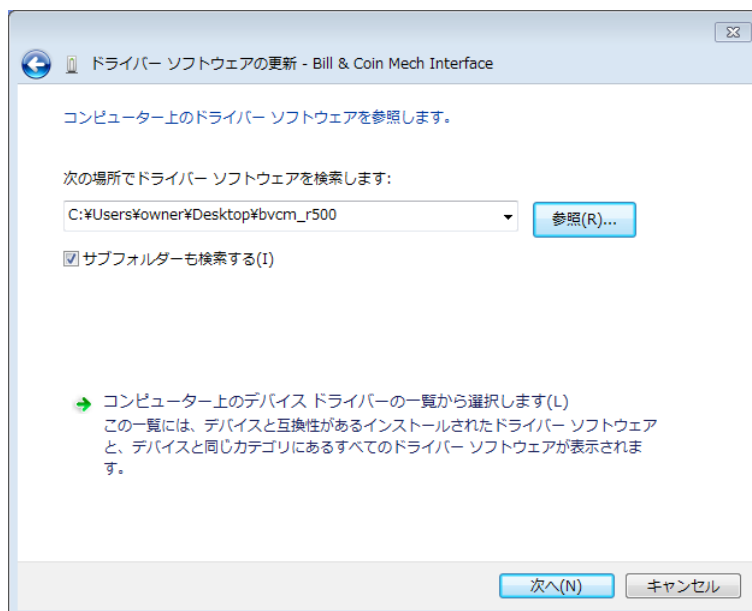 ドライバー ソフトウェアの更新 - Bill & Coin Mech Interface
コンピューター上のドライバー ソフトウェアを参照します。
次の場所でドライバー ソフトウェアを検索します:
C:¥Users¥owner¥Desktop¥bvcm_r500
参照(R)...
サブフォルダーも検索する(I)
コンピューター上のデバイス ドライバーの一覧から選択します(L)
この一覧には、デバイスと互換性があるインストールされたドライバー ソフトウェア
と、デバイスと同じカテゴリにあるすべてのドライバー ソフトウェアが表示されま
す。
次へ(N)
キャンセル